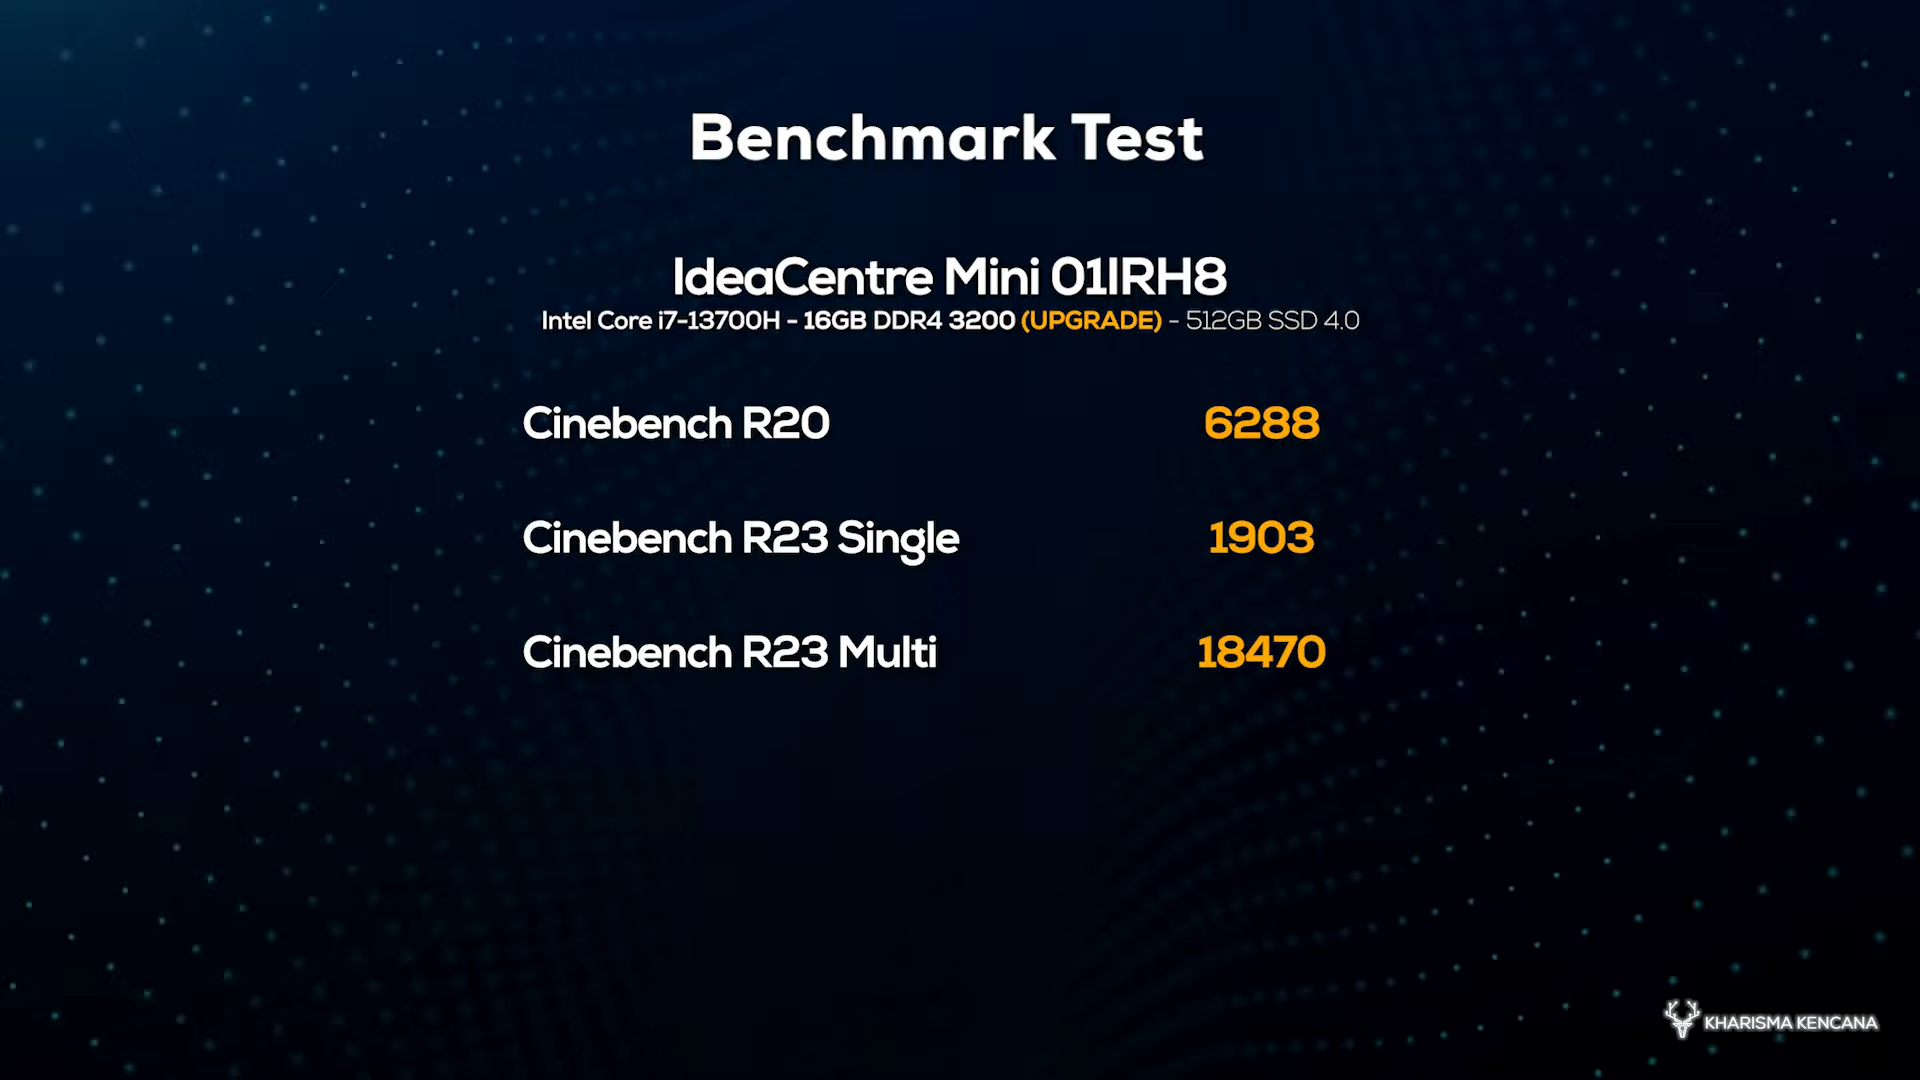 Benchmark Test
IdeaCentre Mini 01IRH8
Intel Core i7-13700H - 16GB DDR4 3200 (UPGRADE) - 512GB SSD 4.0
Cinebench R20 6288
Cinebench R23 Single 1903
Cinebench R23 Multi 18470
KHARISMA KENCANA